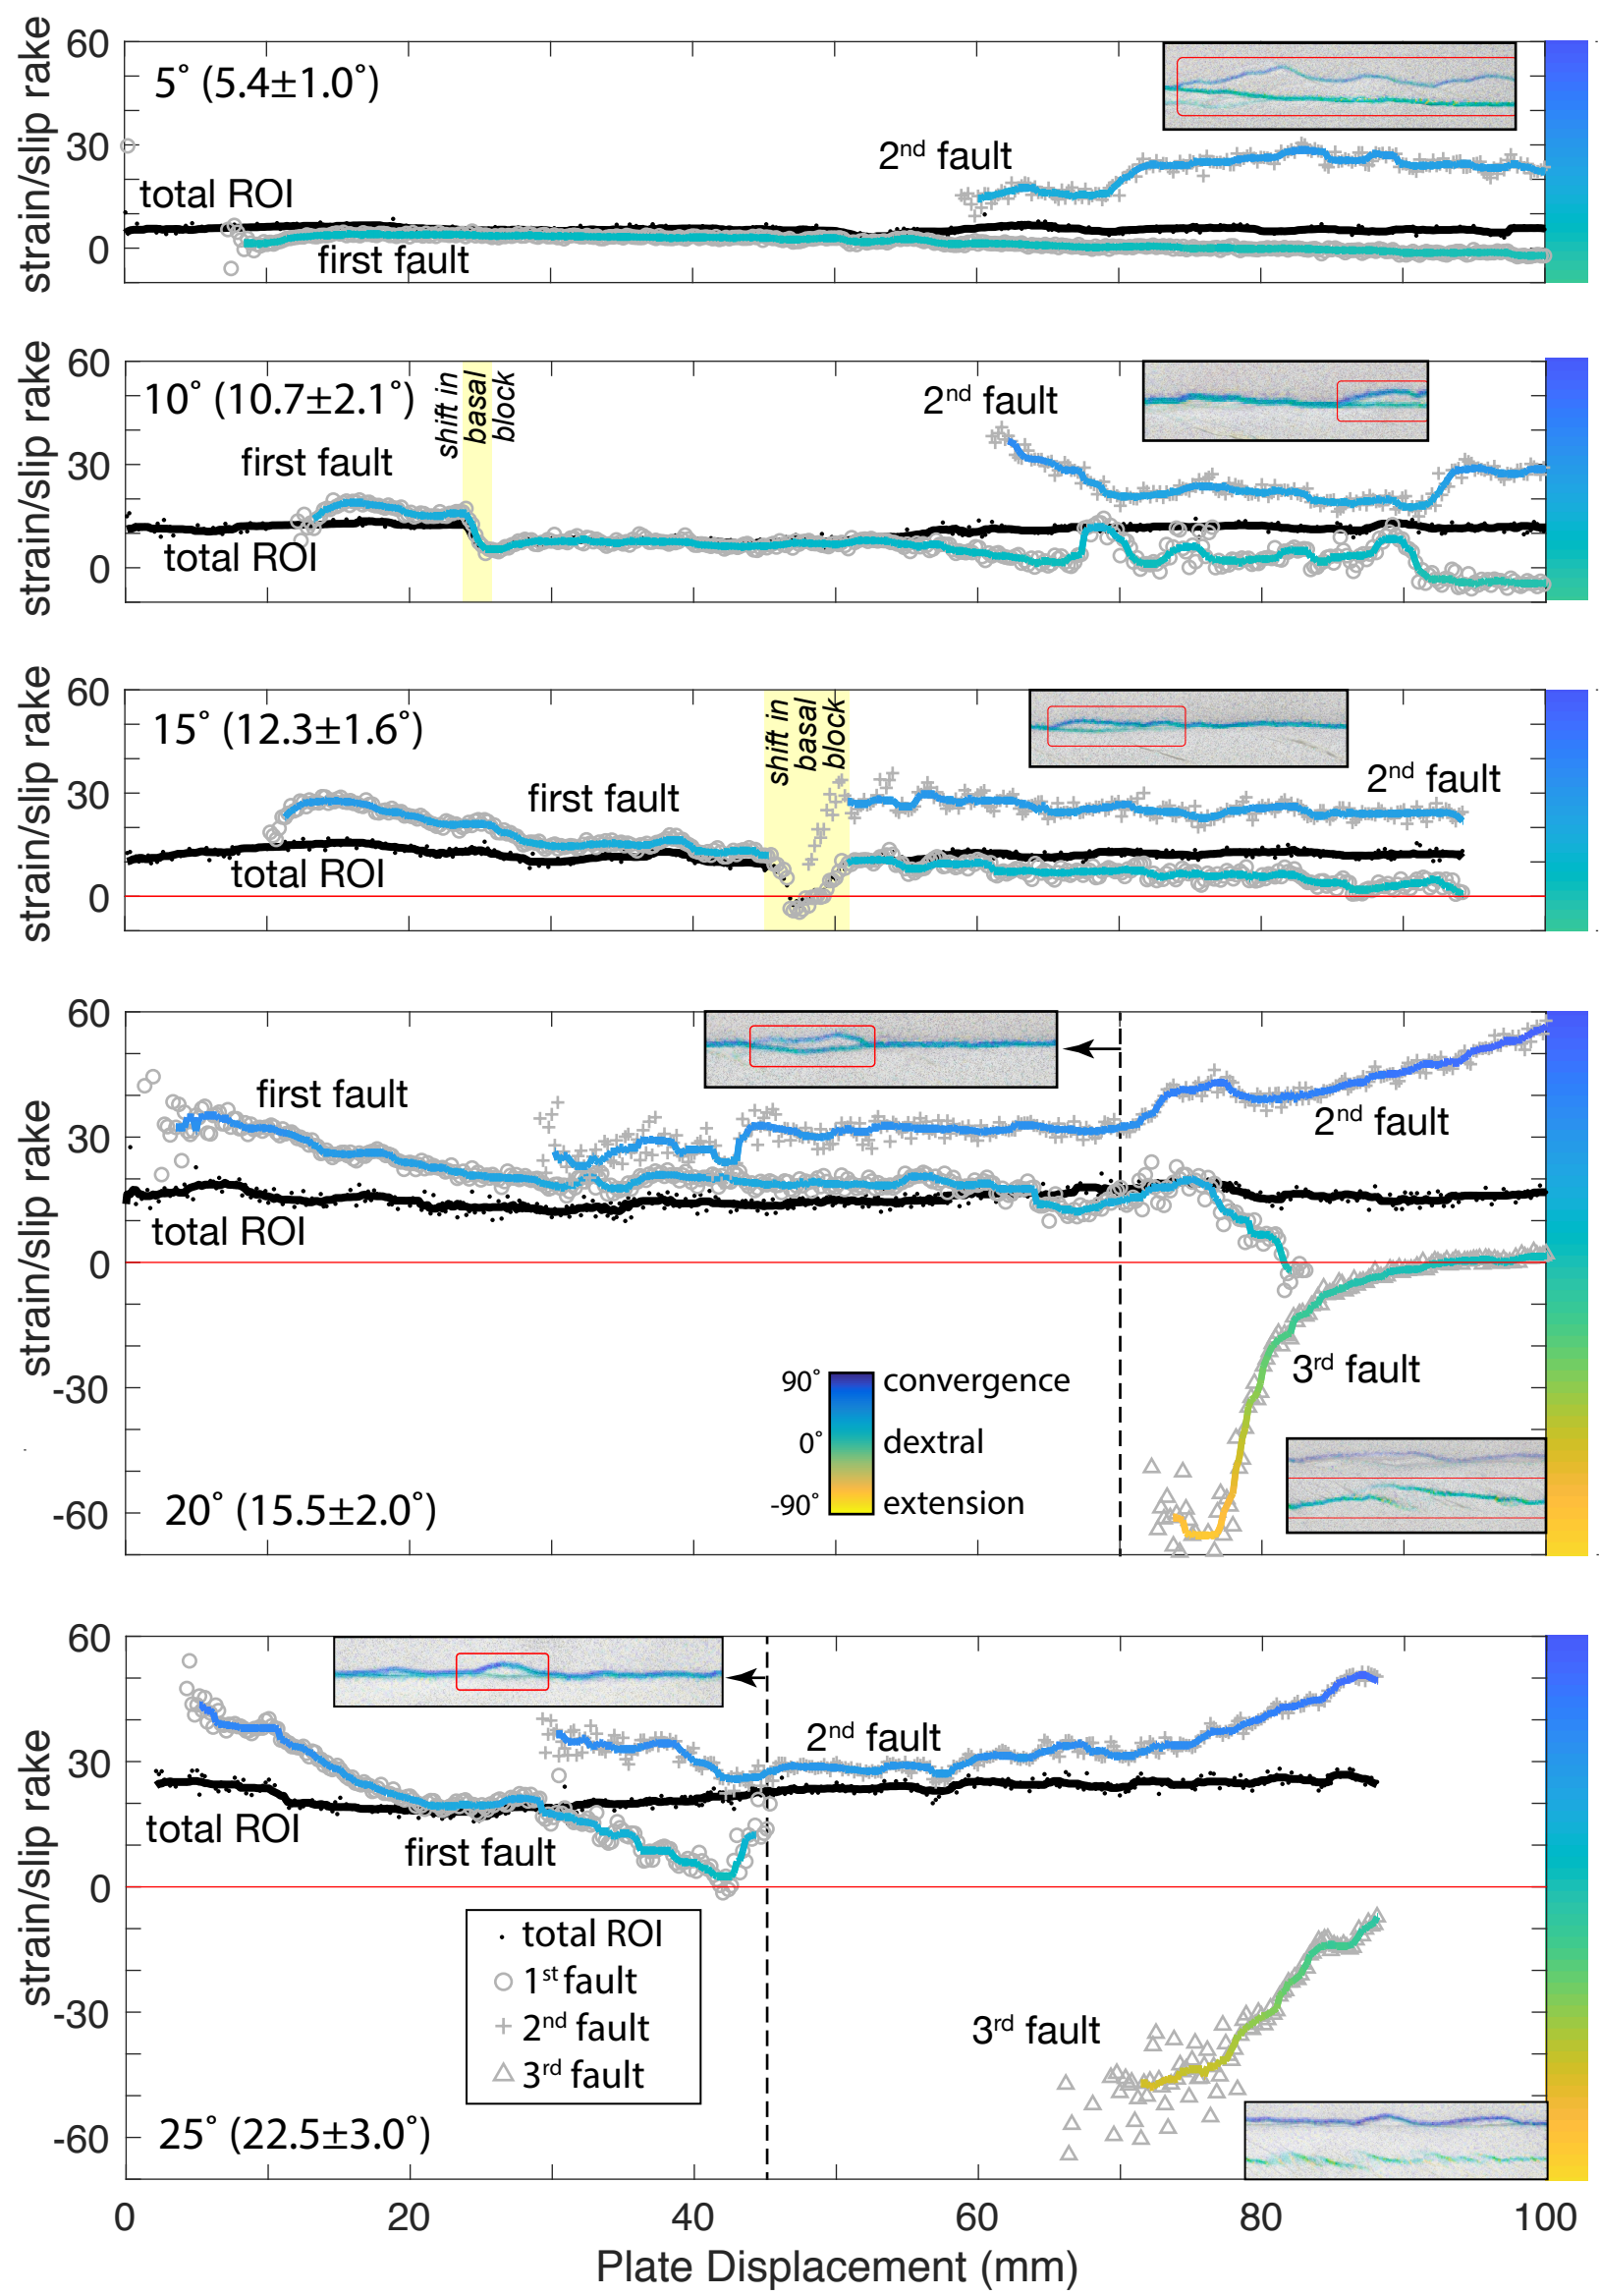 strain/slip rake
60
30
0
5° (5.4±1.0°)
total ROI
first fault
2nd fault
strain/slip rake
60
30
0
10° (10.7±2.1°)
shift in
basal
block
first fault
total ROI
2nd fault
strain/slip rake
60
30
0
15° (12.3±1.6°)
shift in
basal
block
first fault
total ROI
2nd fault
strain/slip rake
60
30
0
-30
-60
first fault
total ROI
2nd fault
3rd fault
90° convergence
0° dextral
-90° extension
20° (15.5±2.0°)
strain/slip rake
60
30
0
-30
-60
2nd fault
total ROI
first fault
total ROI
1st fault
2nd fault
3rd fault
3rd fault
25° (22.5±3.0°)
0 20 40 60 80 100
Plate Displacement (mm)